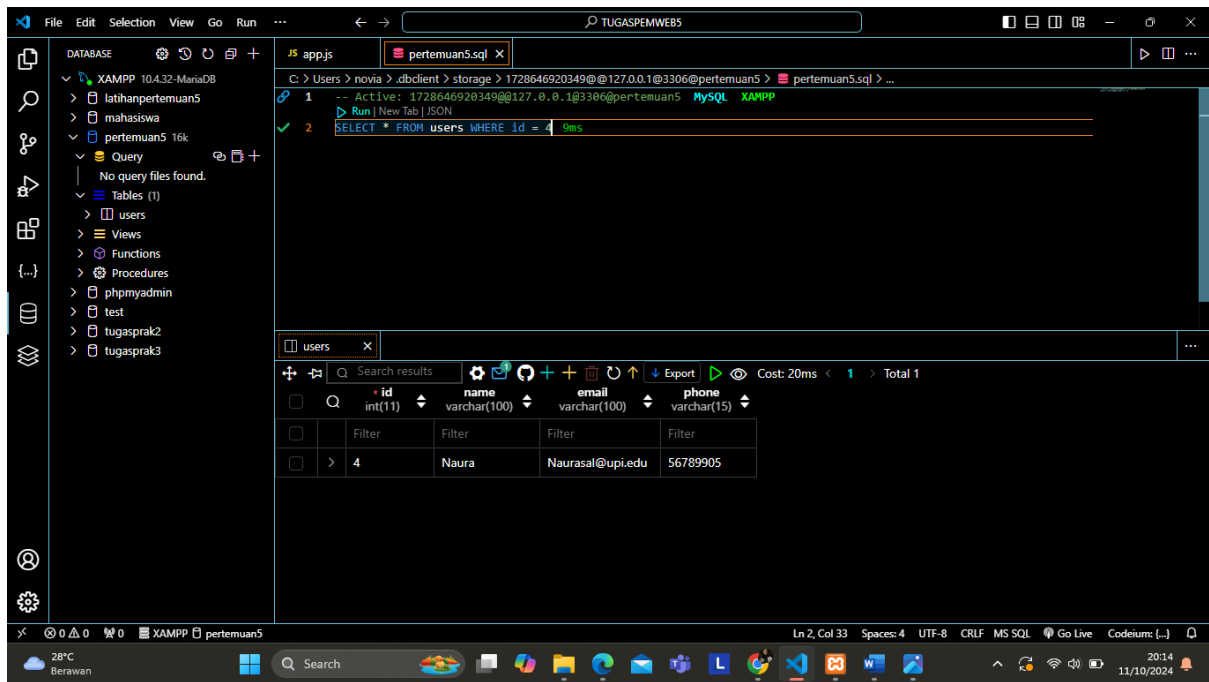 File Edit Selection View Go Run ··· ← → TUGASPEMWEB5
DATABASE
XAMPP 10.4.32-MariaDB
latihanpertemuan5
mahasiswa
pertemuan5 16k
Query
No query files found.
Tables (1)
users
Views
Functions
Procedures
phpmyadmin
test
tugasprak2
tugasprak3
JS app.js pertemuan5.sql ×
C: > Users > novia > .dbclient > storage > 1728646920349@@127.0.0.1@3306@pertemuan5 > pertemuan5.sql > ...
1 -- Active: 1728646920349@@127.0.0.1@3306@pertemuan5 MySQL XAMPP
Run | New Tab | JSON
2 SELECT * FROM users WHERE id = 4 9ms
users ×
Search results 1 Export Cost: 20ms < 1 > Total 1
* id name email phone
int(11) varchar(100) varchar(100) varchar(15)
Filter Filter Filter Filter
4 Naura Naurasal@upi.edu 56789905
0 0 0 XAMPP pertemuan5 Ln 2, Col 33 Spaces: 4 UTF-8 CRLF MS SQL Go Live Codeium: {...}
28°C
Berawan
Search
20:14
11/10/2024